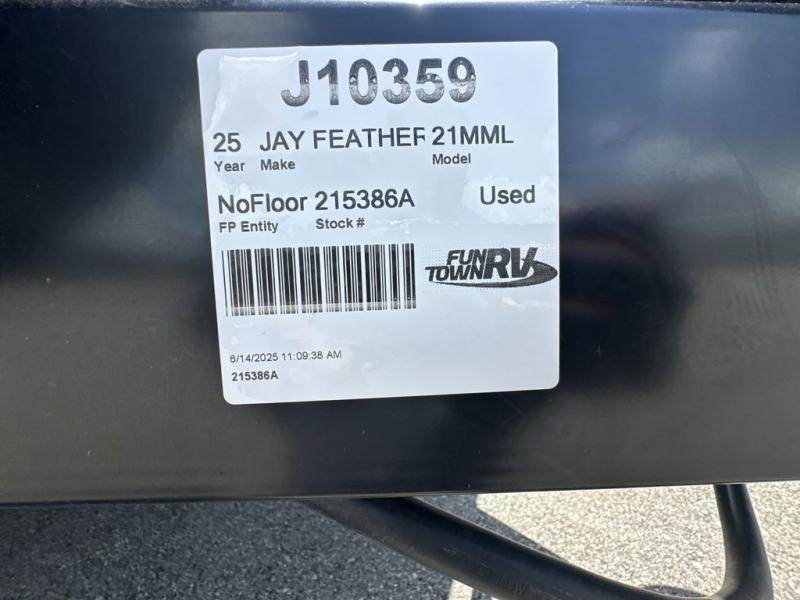 J10359
25 JAY FEATHER 21MML
Year Make Model
NoFloor 215386A Used
FP Entity Stock #
FUN TOWN RV
6/14/2025 11:09:38 AM
215386A